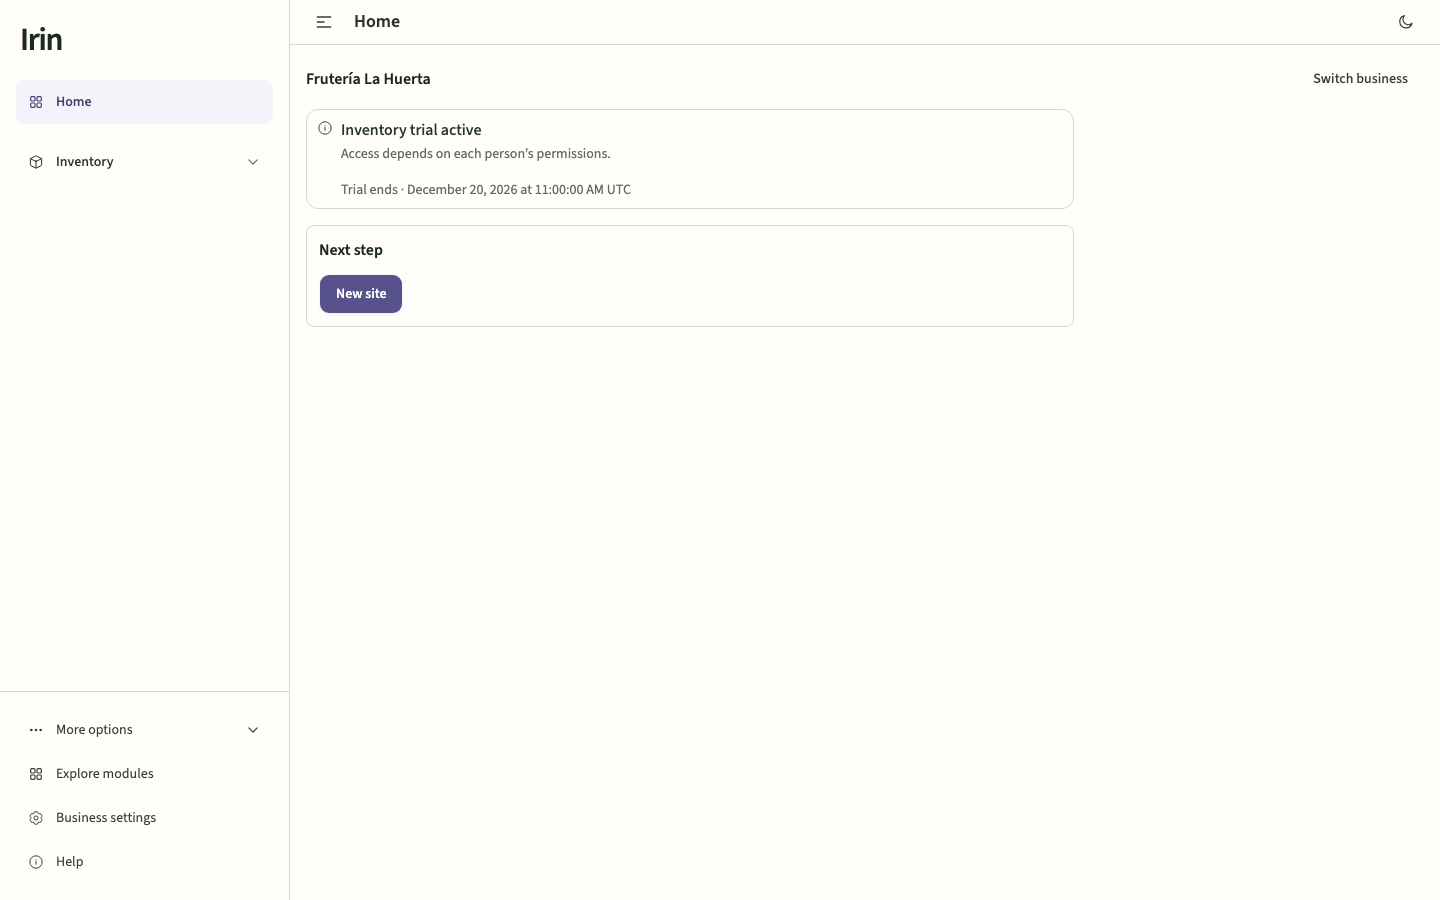 Irin
Home
Inventory
More options
Explore modules
Business settings
Help
Home
Frutería La Huerta
Switch business
Inventory trial active
Access depends on each person’s permissions.
Trial ends · December 20, 2026 at 11:00:00 AM UTC
Next step
New site